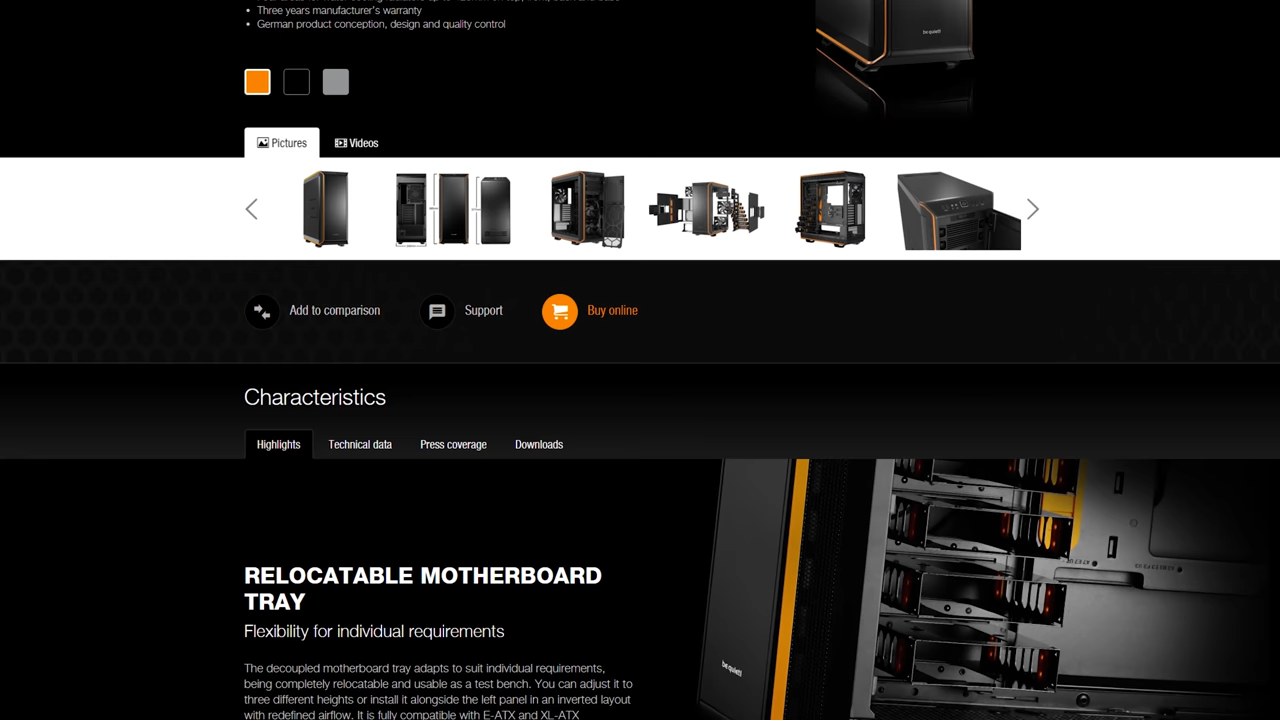 Three years manufacturer's warranty
German product conception, design and quality control
be quiet!
Pictures
Videos
Add to comparison
Support
Buy online
Characteristics
Highlights
Technical data
Press coverage
Downloads
RELOCATABLE MOTHERBOARD
TRAY
Flexibility for individual requirements
The decoupled motherboard tray adapts to suit individual requirements,
being completely relocatable and usable as a test bench. You can adjust it to
three different heights or install it alongside the left panel in an inverted layout
with redefined airflow. It is fully compatible with E-ATX and XL-ATX
be quiet!